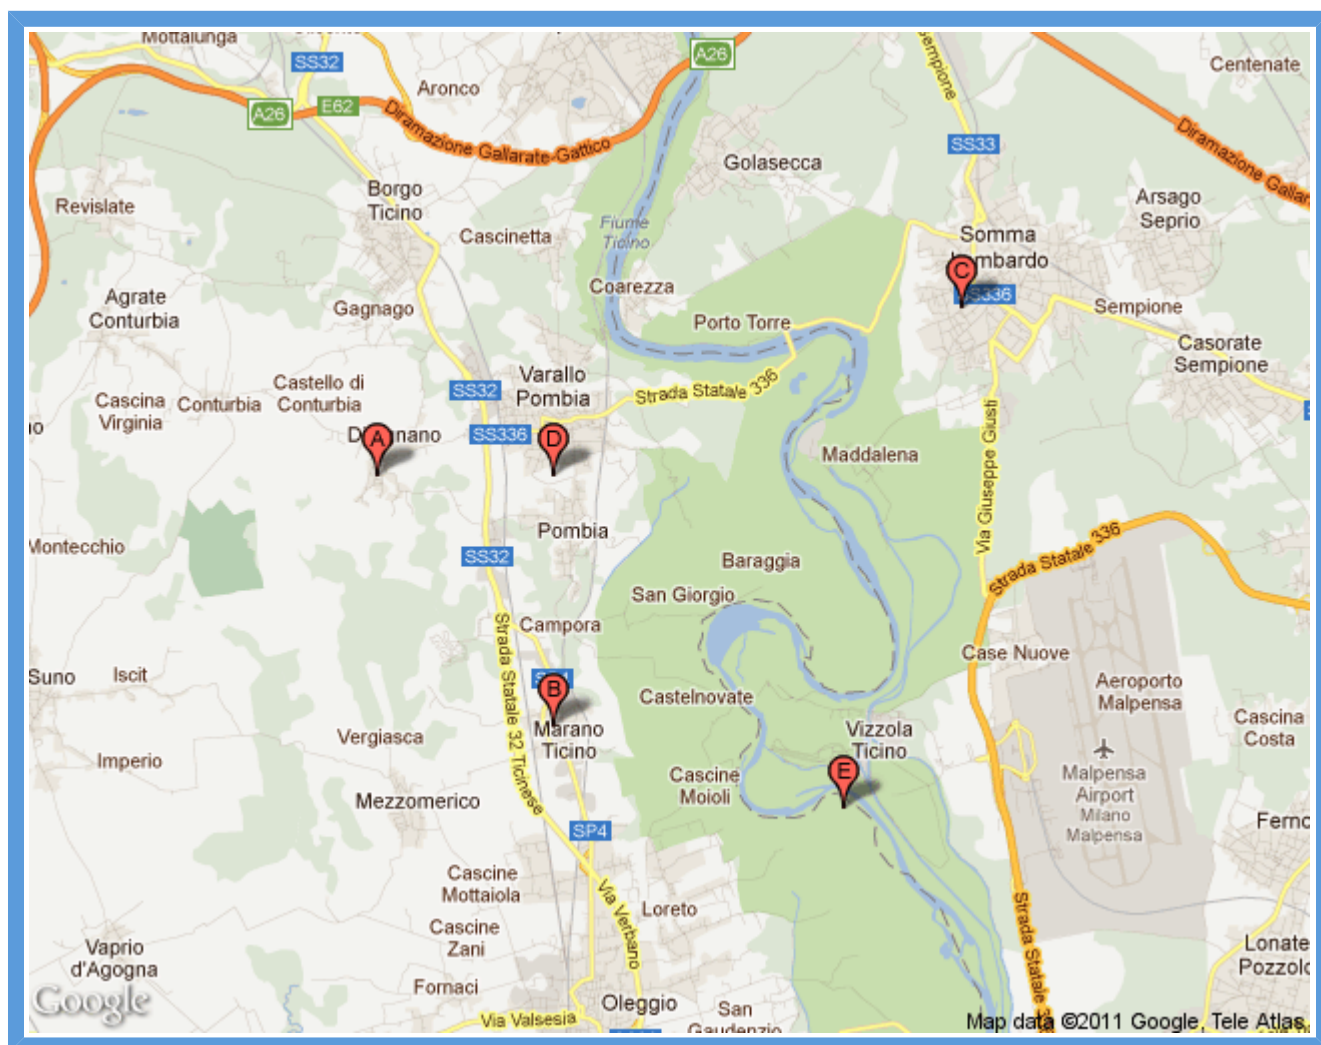 Mottalunga
SS32
A26
Sempione
Centenate
Aronco
A26
E62
Diramazione Gallarate-Gattico
SS33
Diramazione Gallar
Golasecca
Borgo
Ticino
Arsago
Seprio
Revislate
Fiume
Ticino
Cascinetta
Somma
Lombardo
C
Coarezza
SS336
Agrate
Conturbia
Gagnago
Porto Torre
Sempione
Casorate
Sempione
Varallo
Pombia
Castello di
Conturbia
SS32
Strada Statale 336
Cascina
Virginia
Conturbia
Via Giuseppe Giusti
A
SS336
D
Maddalena
Pombia
Montecchio
SS32
Baraggia
Strada Statale 336
San Giorgio
Campora
Strada Statale 32 Ticinese
Case Nuove
Suno
Iscit
B
Castelnovate
Aeroporto
Malpensa
Marano
Ticino
Vergiasca
Vizzola
Ticino
Cascina
Costa
Imperio
E
Cascine
Moioli
Malpensa
Airport
Milano
Malpensa
Mezzomerico
SP4
Ferno
Cascine
Mottaiola
Via Verbano
Loreto
Strada Statale 3
Cascine
Zani
Vaprio
d'Agogna
Lonate
Pozzolo
Fornaci
Google
Oleggio
San
Gaudenzio
Via Valsesia
Map data ©2011 Google, Tele Atlas